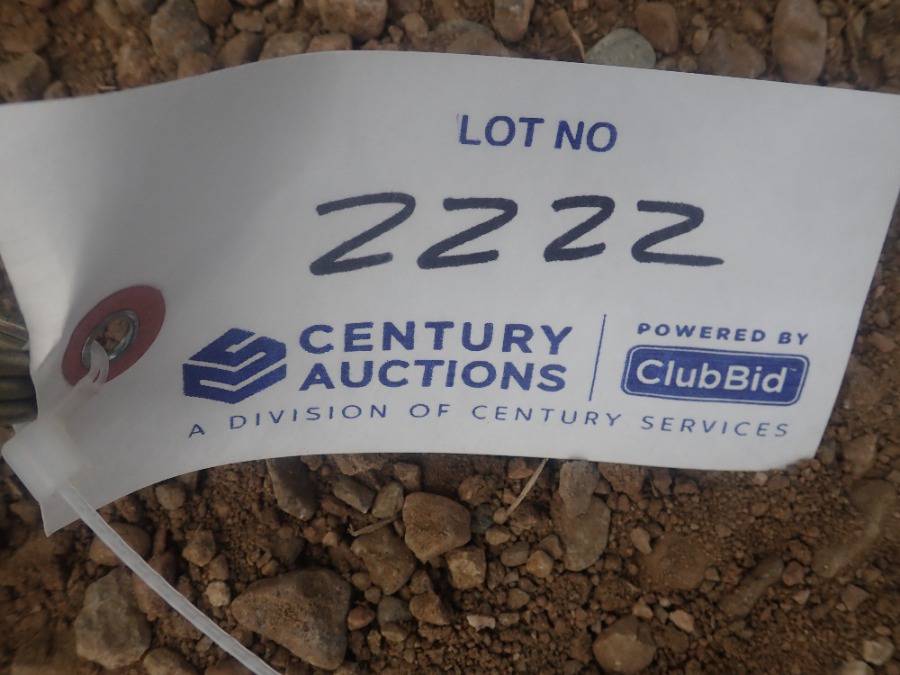 LOT NO
2222
CENTURY AUCTIONS
POWERED BY
ClubBid
A DIVISION OF CENTURY SERVICES